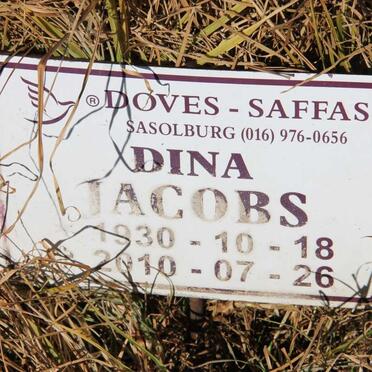 ® DOVES - SAFFAS
SASOLBURG (016) 976-0656
DINA
JACOBS
1930 - 10 - 18
2010 - 07 - 26